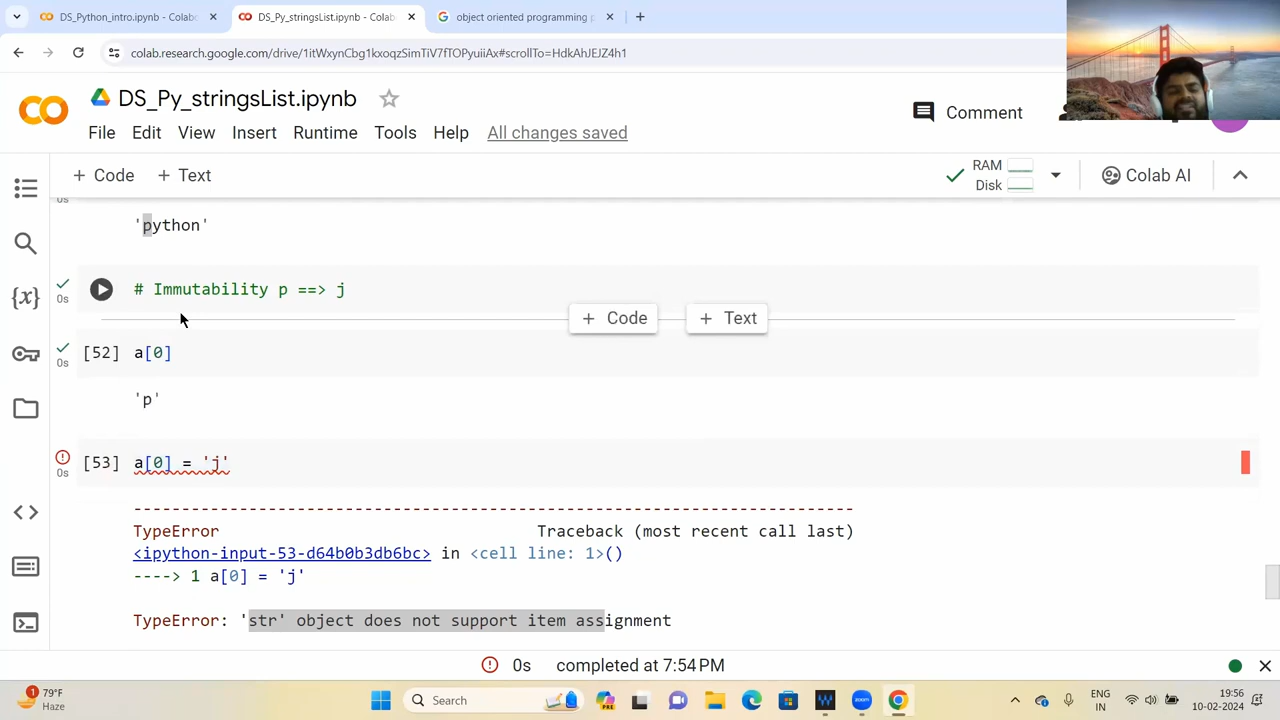 DS_Python_intro.ipynb - Colab
DS_Py_stringsList.ipynb - Colab
object oriented programming p
colab.research.google.com/drive/1itWxynCbg1kxoqzSimTiV7fTOPyuiiAx#scrollTo=HdkAhJEJZ4h1
DS_Py_stringsList.ipynb
Comment
File Edit View Insert Runtime Tools Help All changes saved
+ Code + Text
RAM
Disk
Colab AI
0s
'python'
0s
# Immutability p ==> j
+ Code + Text
[52] a[0]
0s
'p'
[53] a[0] = 'j'
0s
---------------------------------------------------------------------------
TypeError Traceback (most recent call last)
<ipython-input-53-d64b0b3db6bc> in <cell line: 1>()
----> 1 a[0] = 'j'
TypeError: 'str' object does not support item assignment
0s completed at 7:54 PM
1
79°F
Haze
Search
PRE
ENG
IN
19:56
10-02-2024